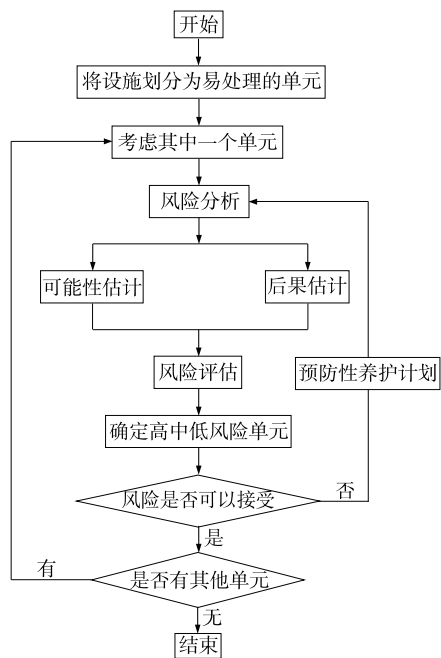 开始
将设施划分为易处理的单元
考虑其中一个单元
风险分析
可能性估计
后果估计
风险评估
预防性养护计划
确定高中低风险单元
风险是否可以接受
否
是
有
是否有其他单元
无
结束